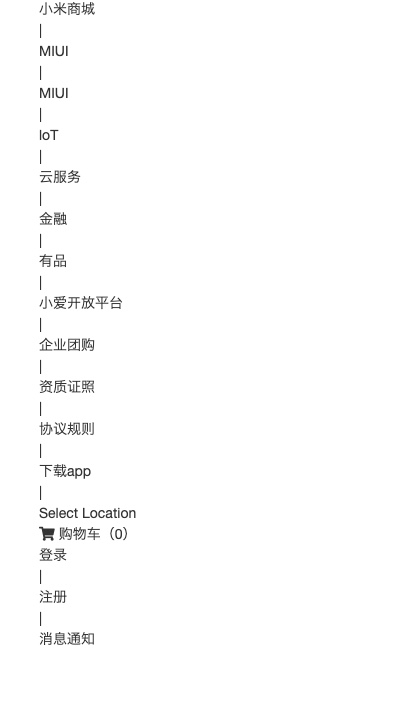 小米商城
|
MIUI
|
MIUI
|
IoT
|
云服务
|
金融
|
有品
|
小爱开放平台
|
企业团购
|
资质证照
|
协议规则
|
下载app
|
Select Location
购物车（0）
登录
|
注册
|
消息通知